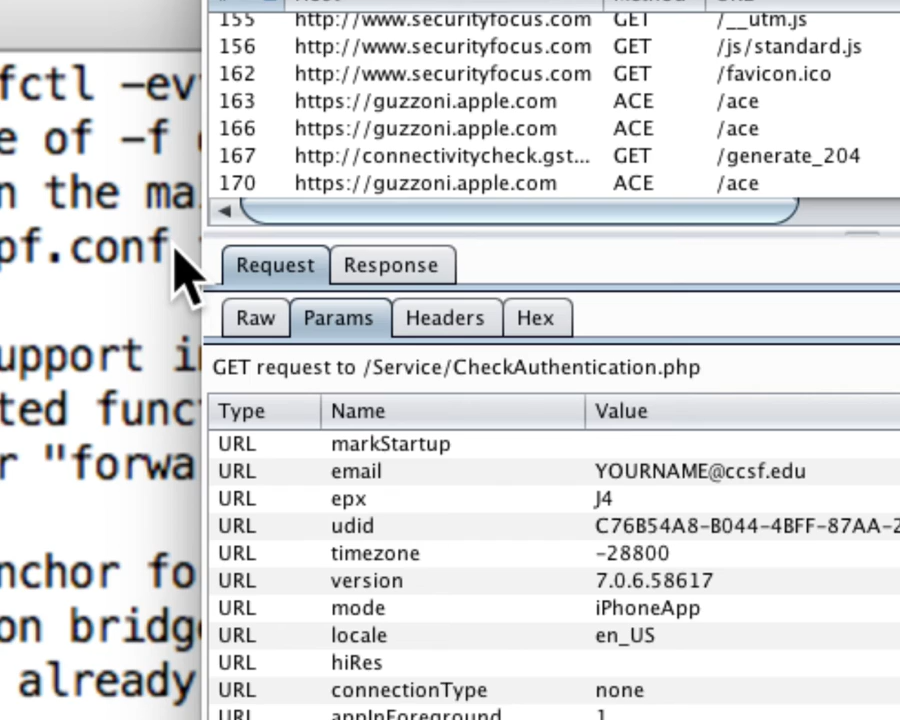 155 http://www.securityfocus.com GET /__utm.js
156 http://www.securityfocus.com GET /js/standard.js
162 http://www.securityfocus.com GET /favicon.ico
163 https://guzzoni.apple.com ACE /ace
166 https://guzzoni.apple.com ACE /ace
167 http://connectivitycheck.gst... GET /generate_204
170 https://guzzoni.apple.com ACE /ace
Request Response
Raw Params Headers Hex
GET request to /Service/CheckAuthentication.php
Type Name Value
URL markStartup
URL email YOURNAME@ccsf.edu
URL epx J4
URL udid C76B54A8-B044-4BFF-87AA-2
URL timezone -28800
URL version 7.0.6.58617
URL mode iPhoneApp
URL locale en_US
URL hiRes
URL connectionType none
URL appInForeground 1
fctl -ev
e of -f
n the ma
pf.conf
upport i
ted func
r "forwa
nchor fo
on bridg
already